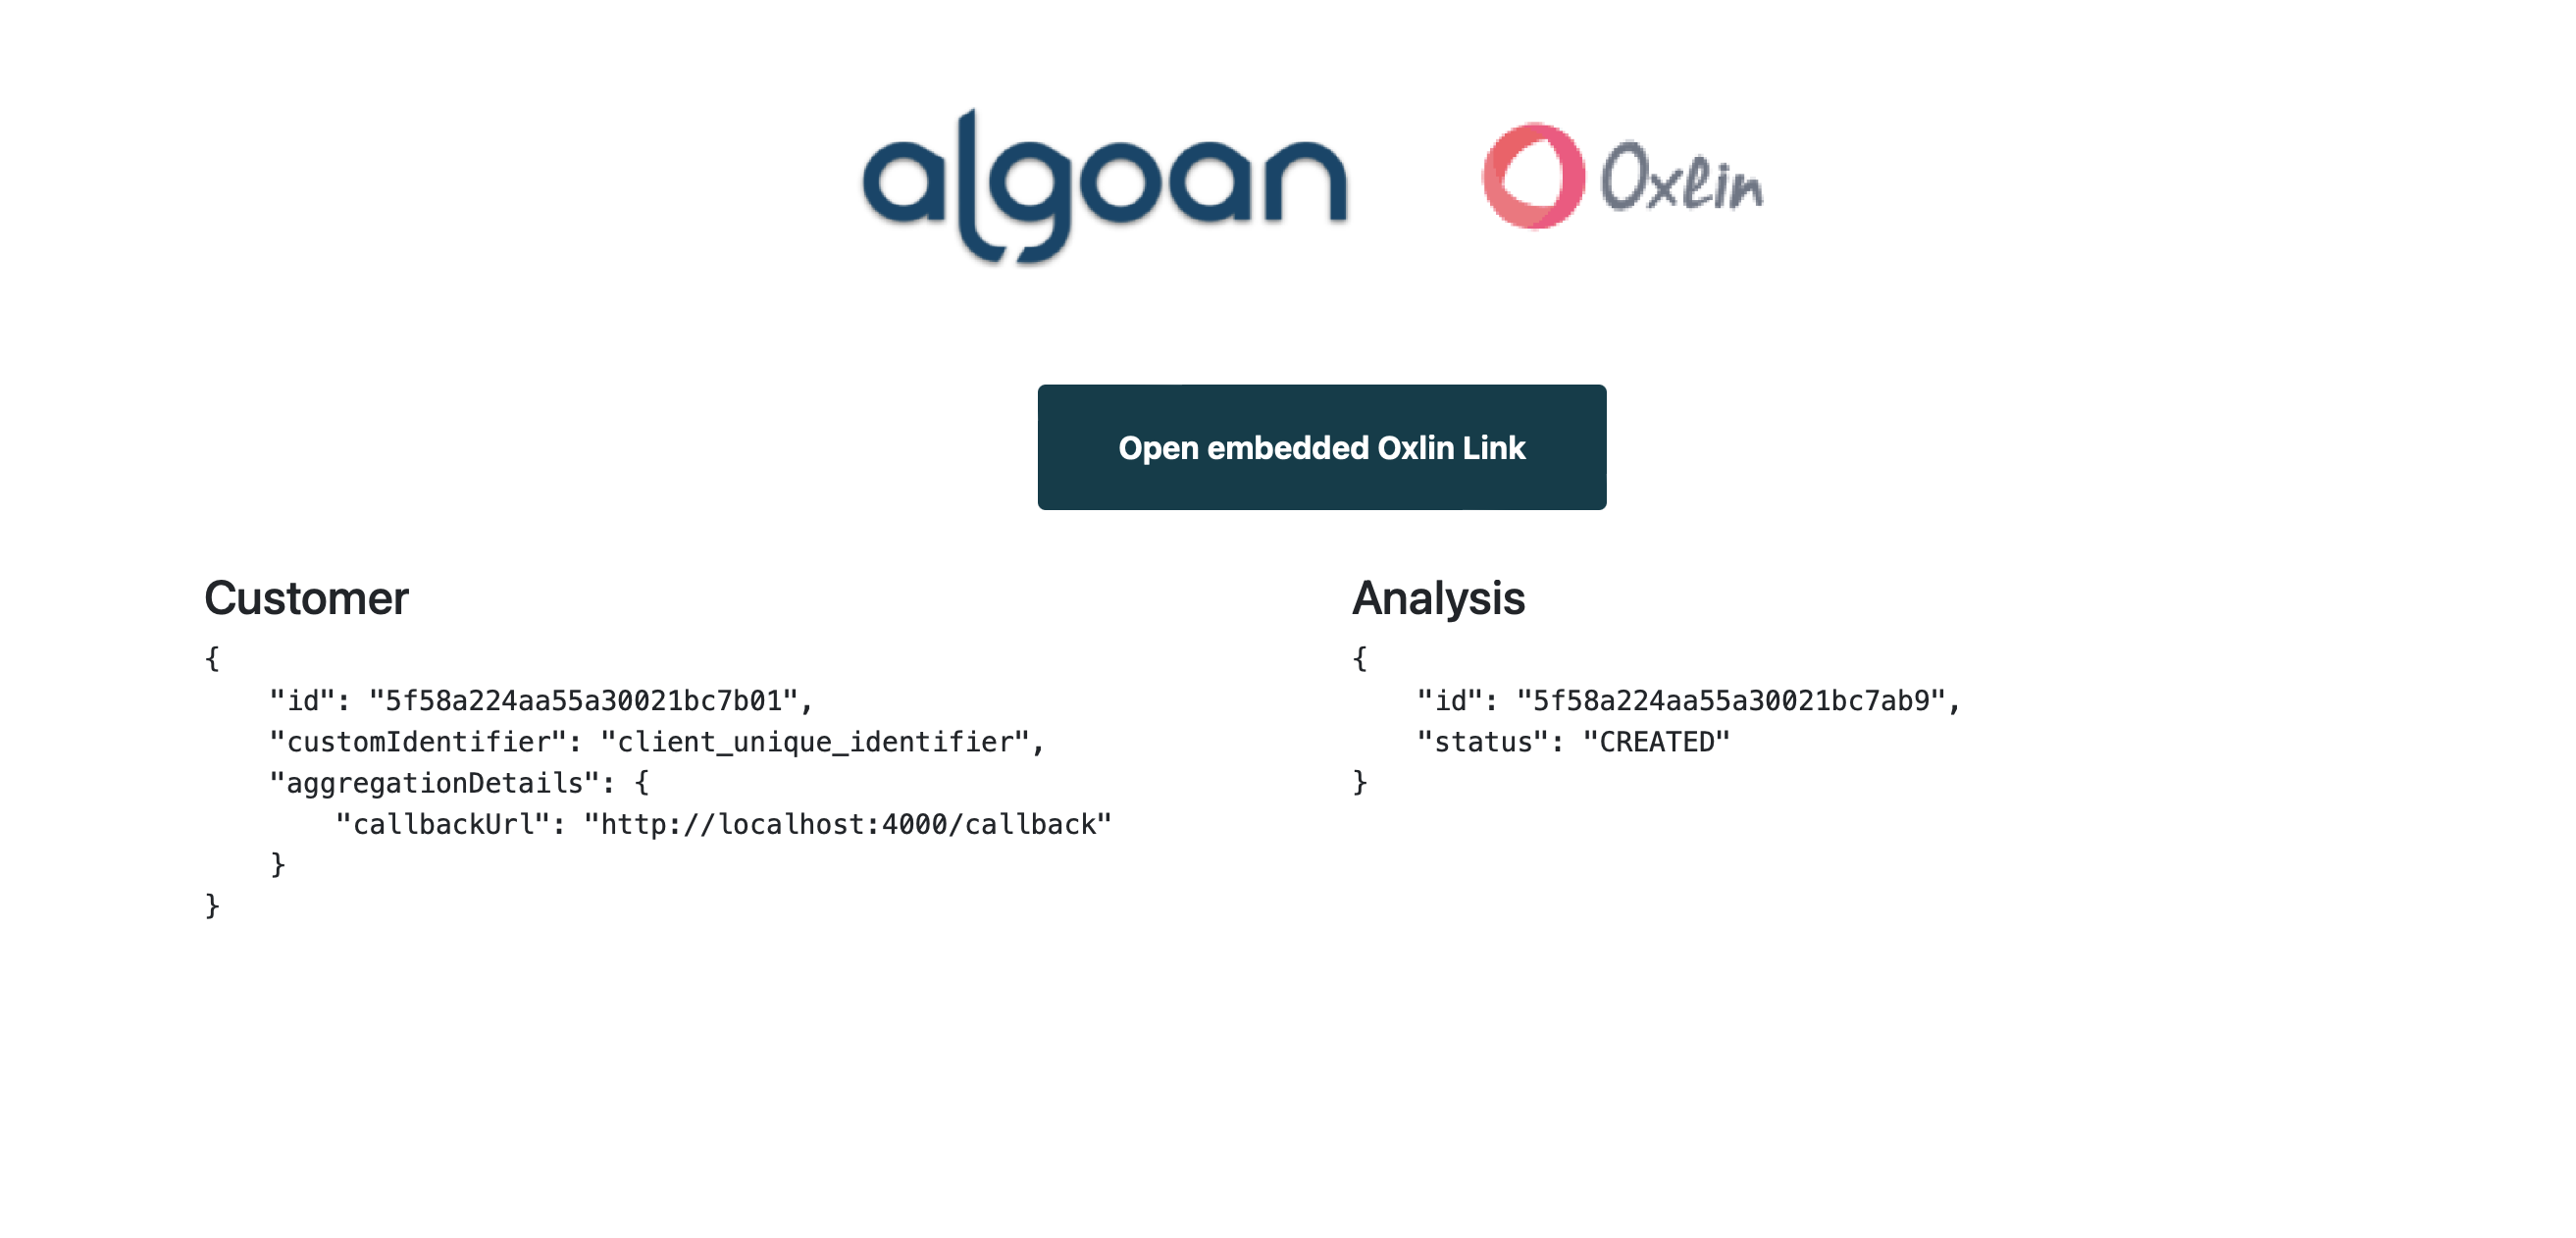 algoan
Oxlin
Open embedded Oxlin Link
Customer
{
    "id": "5f58a224aa55a30021bc7b01",
    "customIdentifier": "client_unique_identifier",
    "aggregationDetails": {
        "callbackUrl": "http://localhost:4000/callback"
    }
}
Analysis
{
    "id": "5f58a224aa55a30021bc7ab9",
    "status": "CREATED"
}